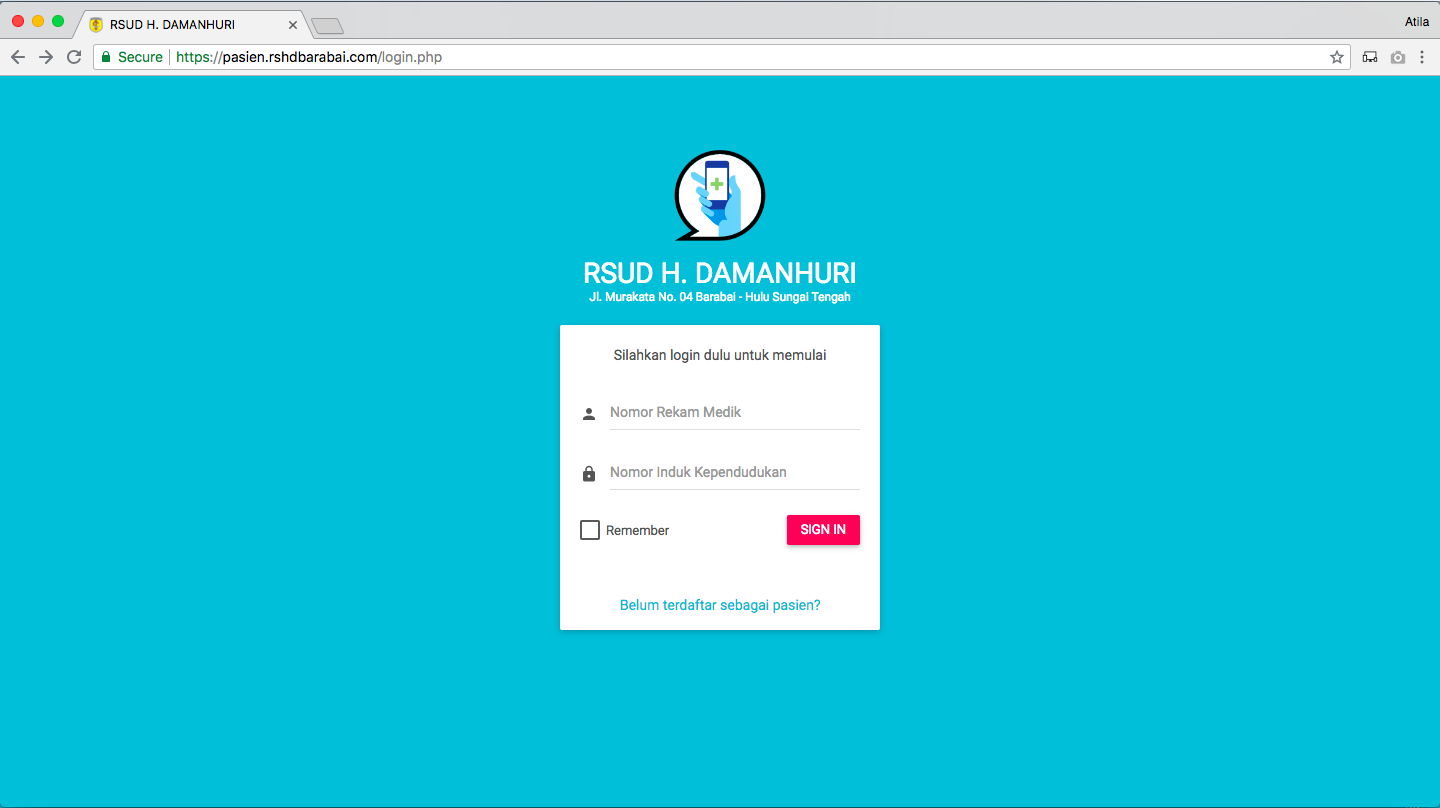 RSUD H. DAMANHURI
Atila
Secure
https://pasien.rshdbarabai.com/login.php
RSUD H. DAMANHURI
Jl. Murakata No. 04 Barabai - Hulu Sungai Tengah
Silahkan login dulu untuk memulai
Nomor Rekam Medik
Nomor Induk Kependudukan
Remember
SIGN IN
Belum terdaftar sebagai pasien?